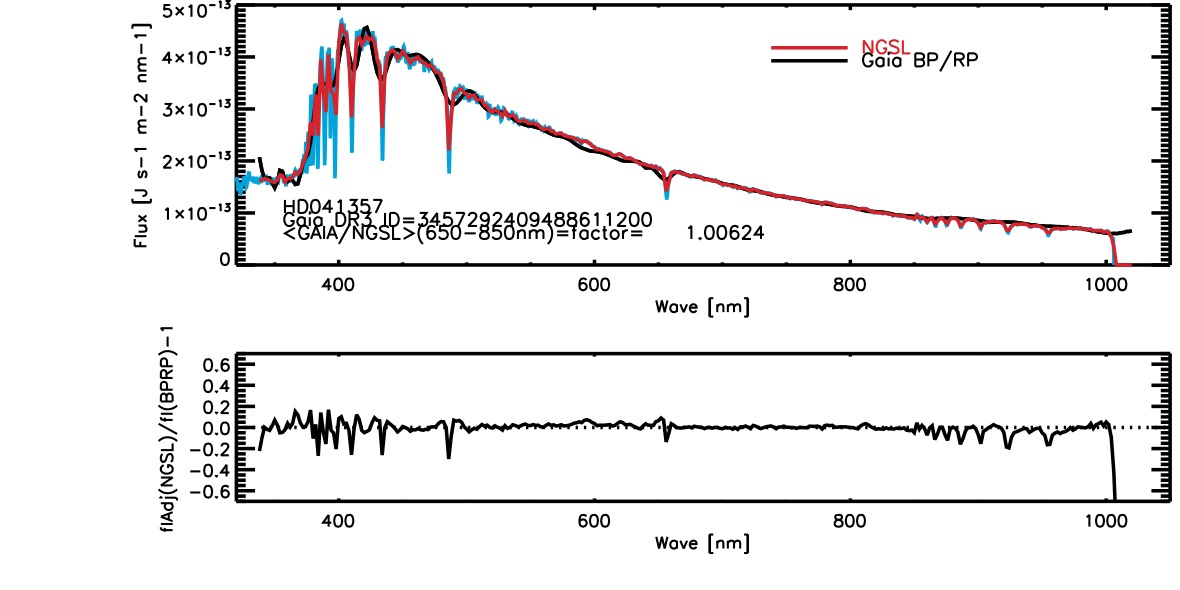 5×10−13
4×10−13
3×10−13
2×10−13
1×10−13
0
Flux [J s−1 m−2 nm−1]
NGSL
Gaia BP/RP
HD041357
Gaia DR3 ID=3457292409488611200
<GAIA/NGSL>(650−850nm)=factor= 1.00624
400 600 800 1000
Wave [nm]
flAdj(NGSL)/fl(BPRP)−1
0.6
0.4
0.2
0.0
−0.2
−0.4
−0.6
400 600 800 1000
Wave [nm]